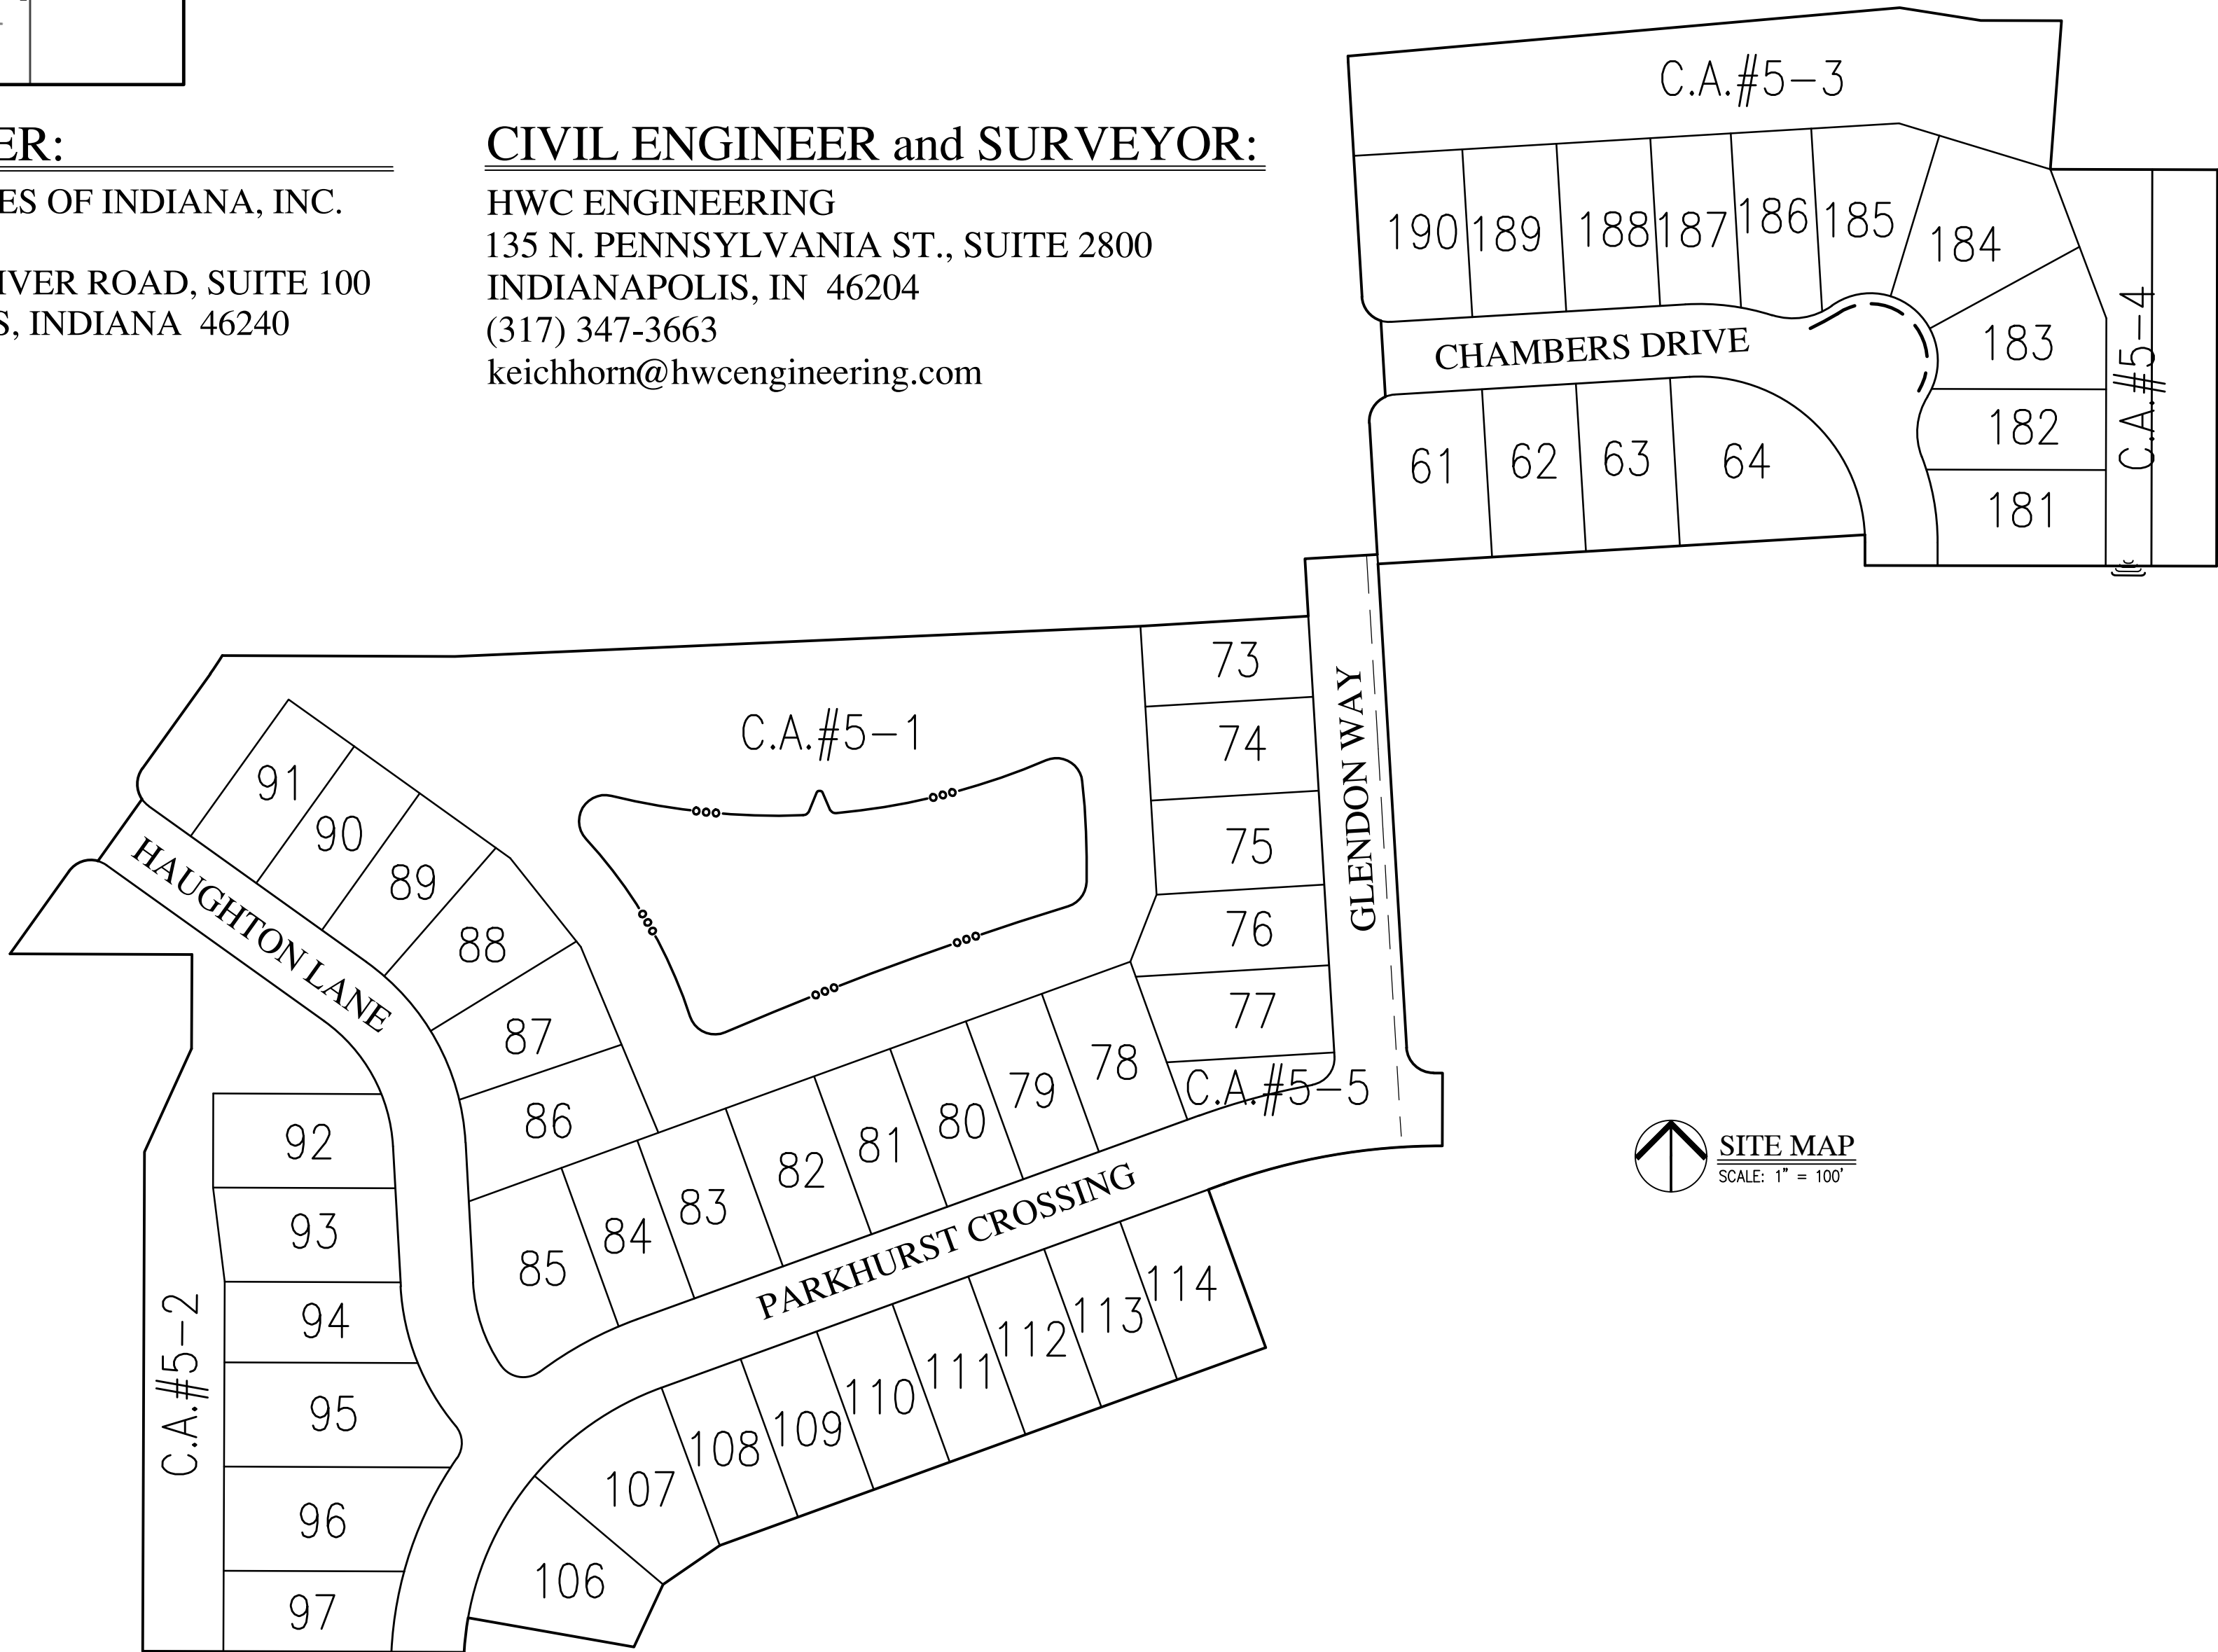 ER:
ES OF INDIANA, INC.
IVER ROAD, SUITE 100
S, INDIANA 46240
CIVIL ENGINEER and SURVEYOR:
HWC ENGINEERING
135 N. PENNSYLVANIA ST., SUITE 2800
INDIANAPOLIS, IN 46204
(317) 347-3663
keichhorn@hwcengineering.com
C.A.#5-3
190
189
188
187
186
185
184
183
182
181
C.A.#5-4
CHAMBERS DRIVE
61
62
63
64
73
74
75
76
77
GLENDON WAY
C.A.#5-1
C.A.#5-5
91
90
89
88
87
86
HAUGHTON LANE
85
84
83
82
81
80
79
78
PARKHURST CROSSING
92
93
94
95
96
97
C.A.#5-2
106
107
108
109
110
111
112
113
114
SITE MAP
SCALE: 1" = 100'